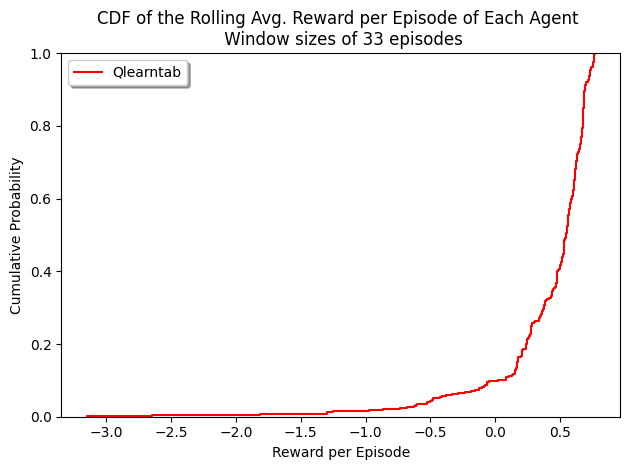 CDF of the Rolling Avg. Reward per Episode of Each Agent
Window sizes of 33 episodes
Qlearntab
1.0
0.8
0.6
0.4
0.2
0.0
Cumulative Probability
−3.0 −2.5 −2.0 −1.5 −1.0 −0.5 0.0 0.5
Reward per Episode